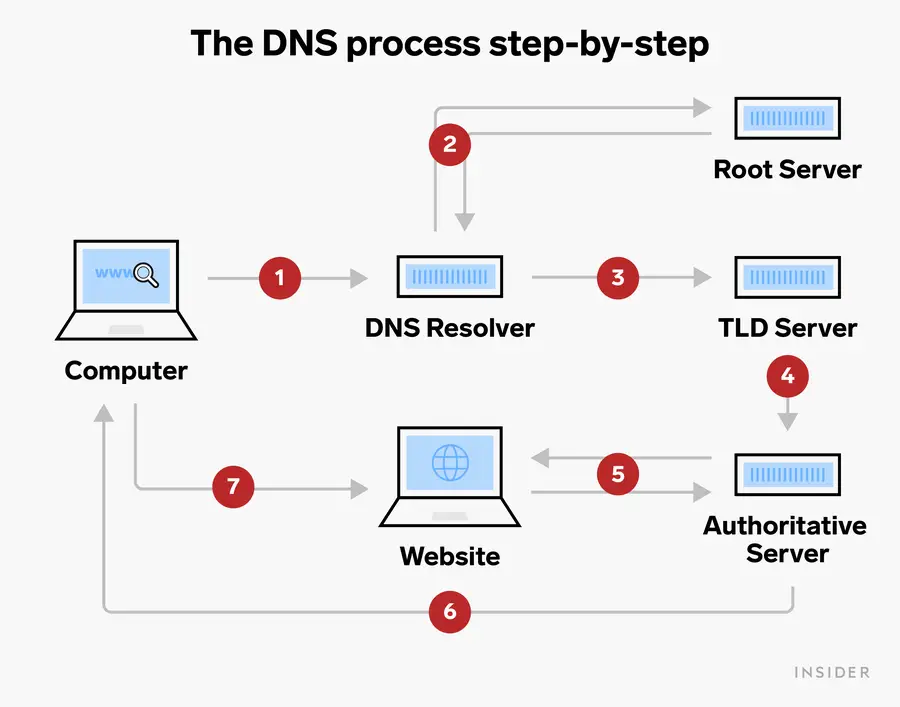 The DNS process step-by-step
2
Root Server
www
1
3
DNS Resolver
TLD Server
Computer
4
7
5
Website
Authoritative
Server
6
INSIDER